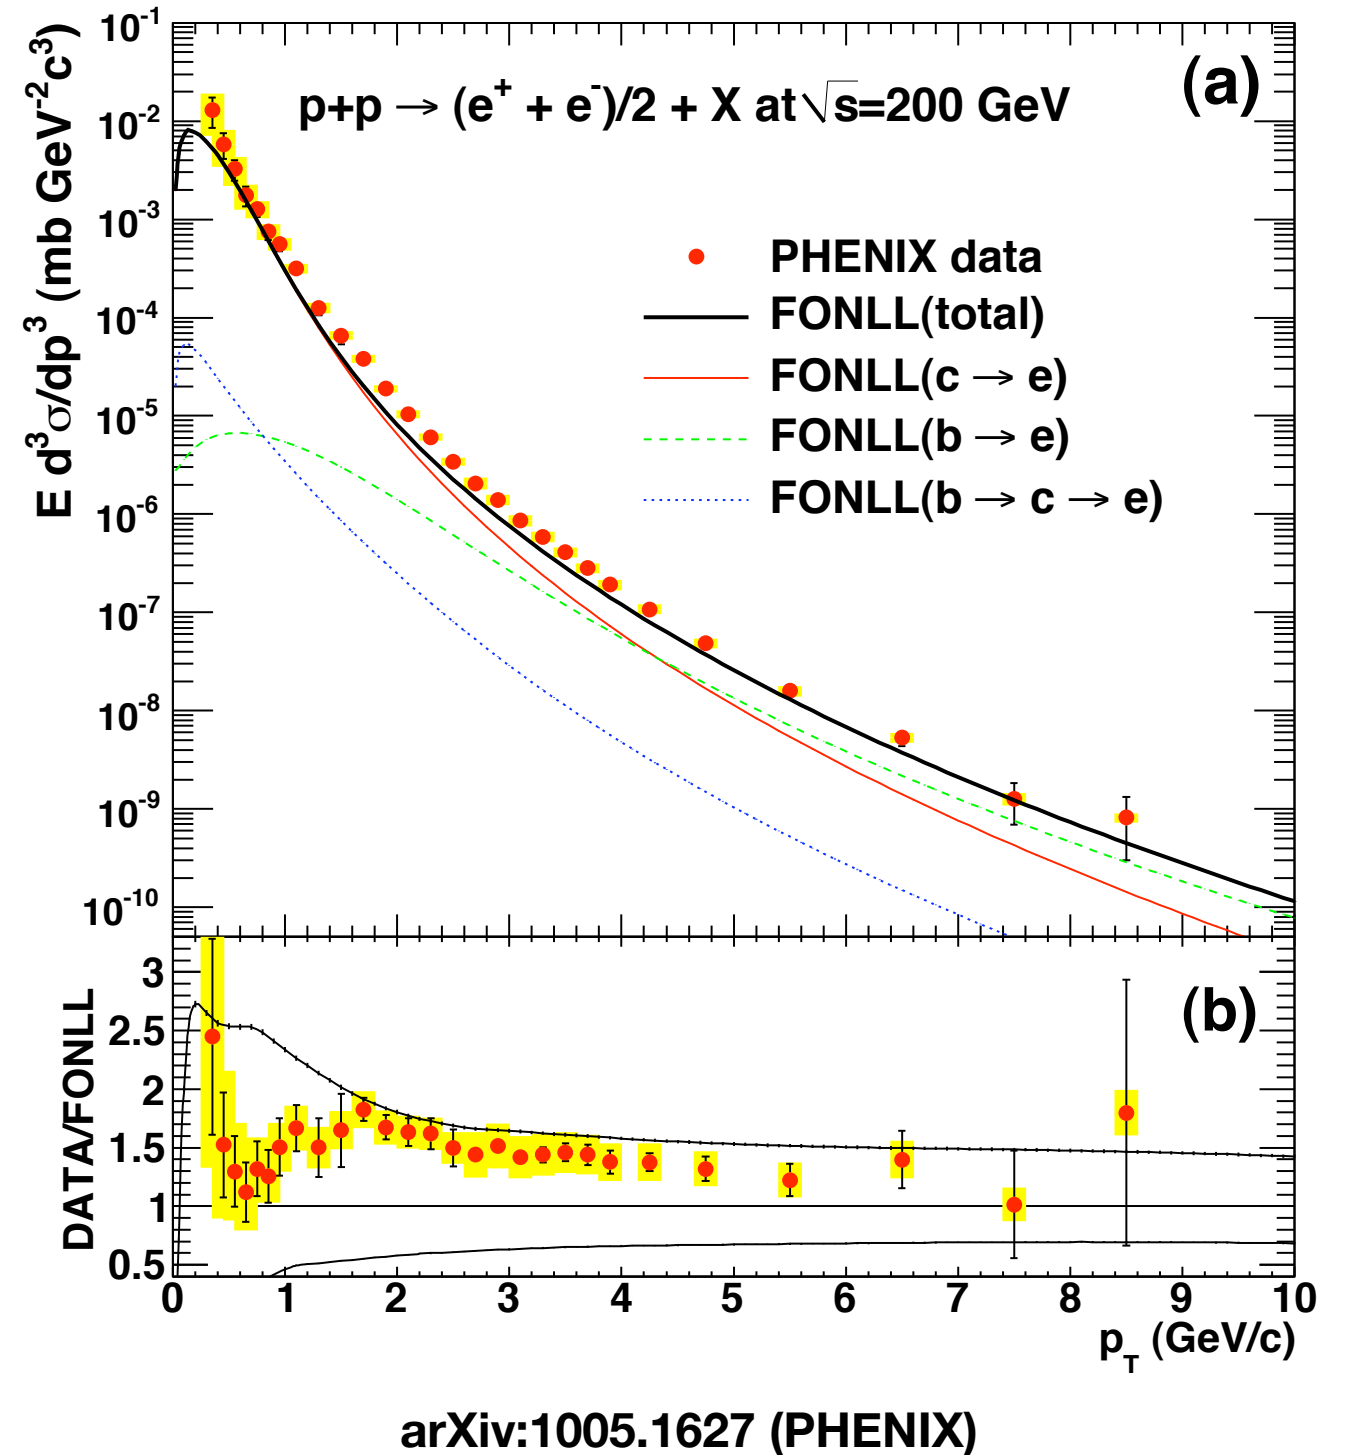 10⁻¹
(a)
p+p → (e⁺ + e⁻)/2 + X at √s=200 GeV
10⁻²
10⁻³
PHENIX data
10⁻⁴
FONLL(total)
FONLL(c → e)
10⁻⁵
FONLL(b → e)
10⁻⁶
FONLL(b → c → e)
10⁻⁷
10⁻⁸
10⁻⁹
10⁻¹⁰
E d³σ/dp³ (mb GeV⁻²c³)
3
(b)
2.5
2
1.5
1
0.5
DATA/FONLL
0 1 2 3 4 5 6 7 8 9 10
p_T (GeV/c)
arXiv:1005.1627 (PHENIX)